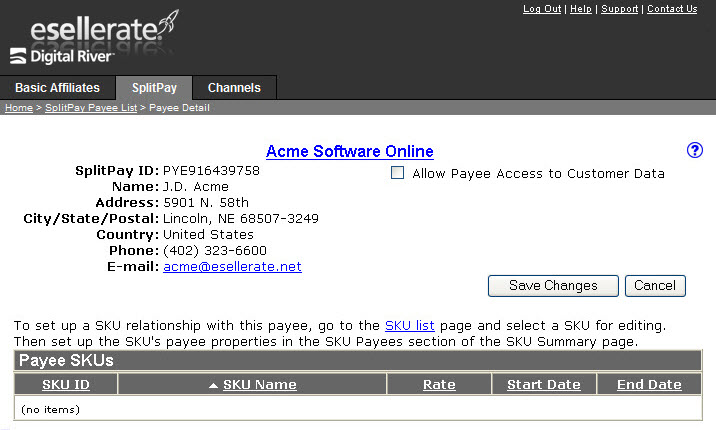 esellerate.
Digital River
Log Out | Help | Support | Contact Us
Basic Affiliates SplitPay Channels
Home > SplitPay Payee List > Payee Detail
Acme Software Online ?
SplitPay ID: PYE916439758
Allow Payee Access to Customer Data
Name: J.D. Acme
Address: 5901 N. 58th
City/State/Postal: Lincoln, NE 68507-3249
Country: United States
Phone: (402) 323-6600
E-mail: acme@esellerate.net
Save Changes Cancel
To set up a SKU relationship with this payee, go to the SKU list page and select a SKU for editing.
Then set up the SKU's payee properties in the SKU Payees section of the SKU Summary page.
Payee SKUs
SKU ID SKU Name Rate Start Date End Date
(no items)